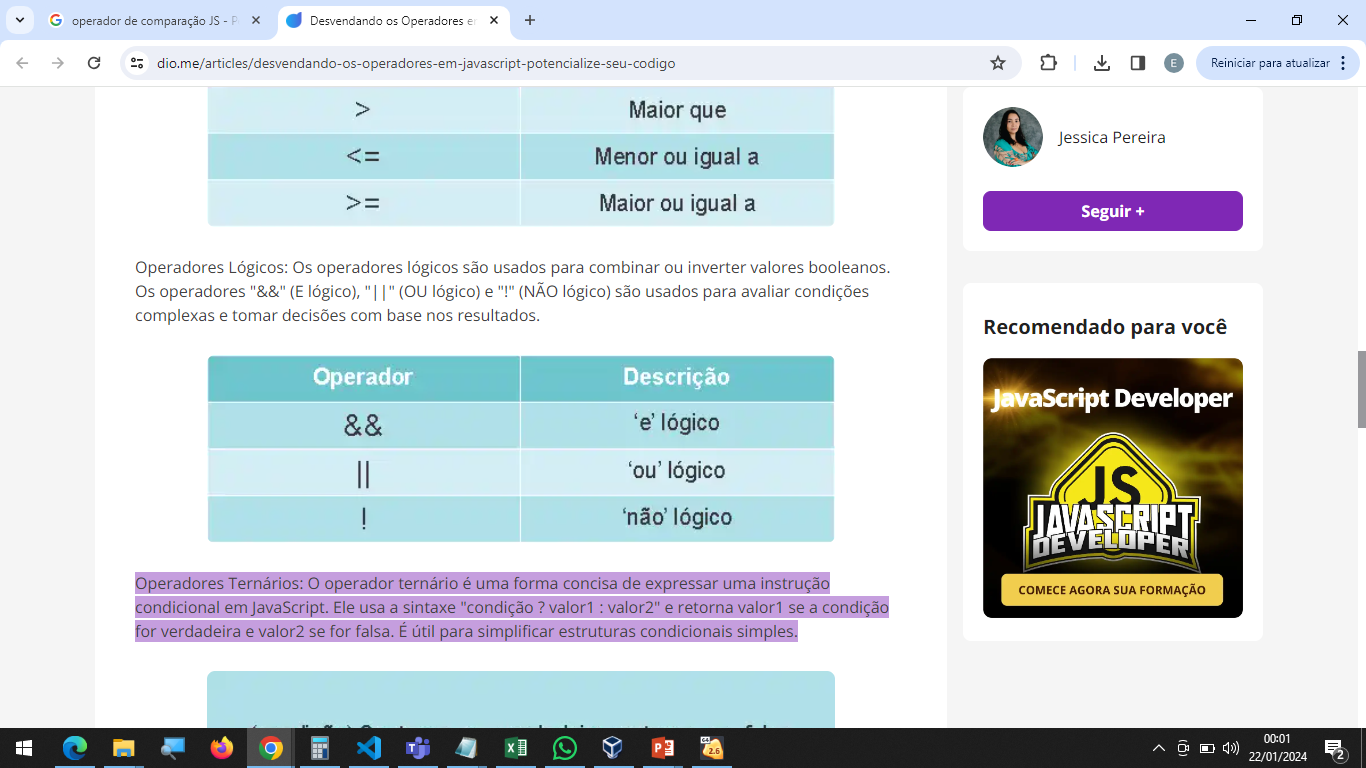 operador de comparação JS - P
Desvendando os Operadores e
dio.me/articles/desvendando-os-operadores-em-javascript-potencialize-seu-codigo
E
Reiniciar para atualizar
> Maior que
<= Menor ou igual a
>= Maior ou igual a
Operadores Lógicos: Os operadores lógicos são usados para combinar ou inverter valores booleanos.
Os operadores "&&" (E lógico), "||" (OU lógico) e "!" (NÃO lógico) são usados para avaliar condições
complexas e tomar decisões com base nos resultados.
Operador Descrição
&& ‘e’ lógico
|| ‘ou’ lógico
! ‘não’ lógico
Operadores Ternários: O operador ternário é uma forma concisa de expressar uma instrução
condicional em JavaScript. Ele usa a sintaxe "condição ? valor1 : valor2" e retorna valor1 se a condição
for verdadeira e valor2 se for falsa. É útil para simplificar estruturas condicionais simples.
Jessica Pereira
Seguir +
Recomendado para você
JavaScript Developer
JS
JAVASCRIPT
DEVELOPER
COMECE AGORA SUA FORMAÇÃO
2.6
00:01
22/01/2024
2